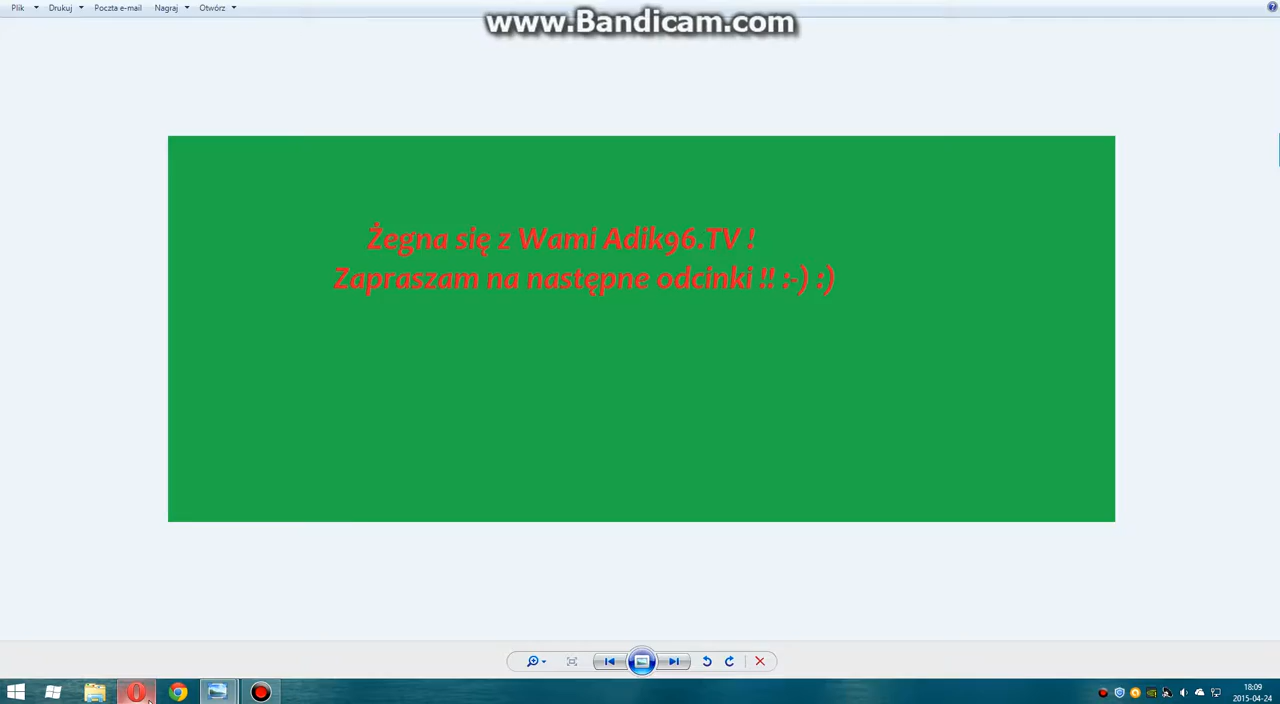 www.Bandicam.com
Plik Drukuj Poczta e-mail Nagraj Otwórz
Żegna się z Wami Adik96.TV !
Zapraszam na następne odcinki !! :-) :)
18:09
2015-04-24